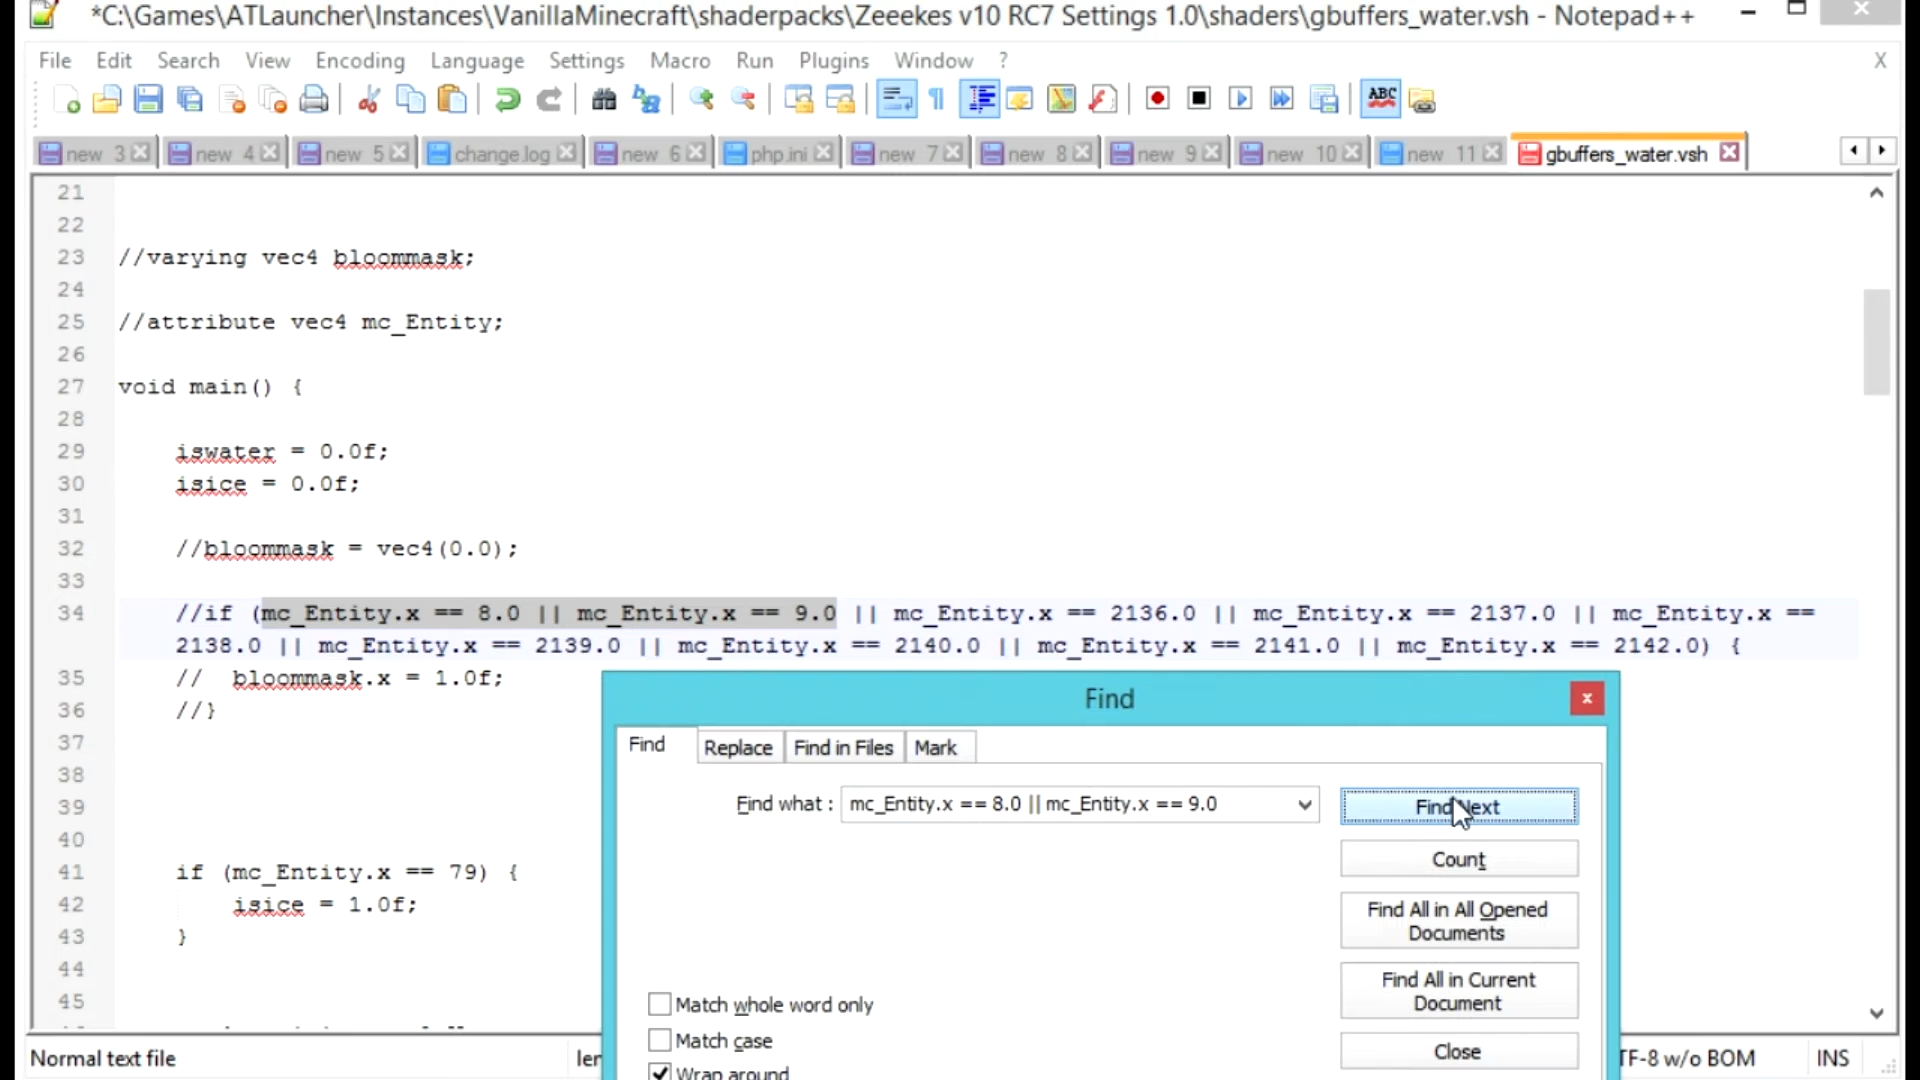 *C:\Games\ATLauncher\Instances\VanillaMinecraft\shaderpacks\Zeeekes v10 RC7 Settings 1.0\shaders\gbuffers_water.vsh - Notepad++
File Edit Search View Encoding Language Settings Macro Run Plugins Window ? X
ABC
new 3 new 4 new 5 change.log new 6 php.ini new 7 new 8 new 9 new 10 new 11 gbuffers_water.vsh
21
22
23 //varying vec4 bloommask;
24
25 //attribute vec4 mc_Entity;
26
27 void main() {
28
29 iswater = 0.0f;
30 isice = 0.0f;
31
32 //bloommask = vec4(0.0);
33
34 //if (mc_Entity.x == 8.0 || mc_Entity.x == 9.0 || mc_Entity.x == 2136.0 || mc_Entity.x == 2137.0 || mc_Entity.x ==
2138.0 || mc_Entity.x == 2139.0 || mc_Entity.x == 2140.0 || mc_Entity.x == 2141.0 || mc_Entity.x == 2142.0) {
35 // bloommask.x = 1.0f;
36 //}
37
38
39
40
41 if (mc_Entity.x == 79) {
42 isice = 1.0f;
43 }
44
45
Find
Find Replace Find in Files Mark
Find what : mc_Entity.x == 8.0 || mc_Entity.x == 9.0
Find Next
Count
Find All in All Opened
Documents
Find All in Current
Document
Close
Match whole word only
Match case
Wrap around
Normal text file
len
TF-8 w/o BOM
INS